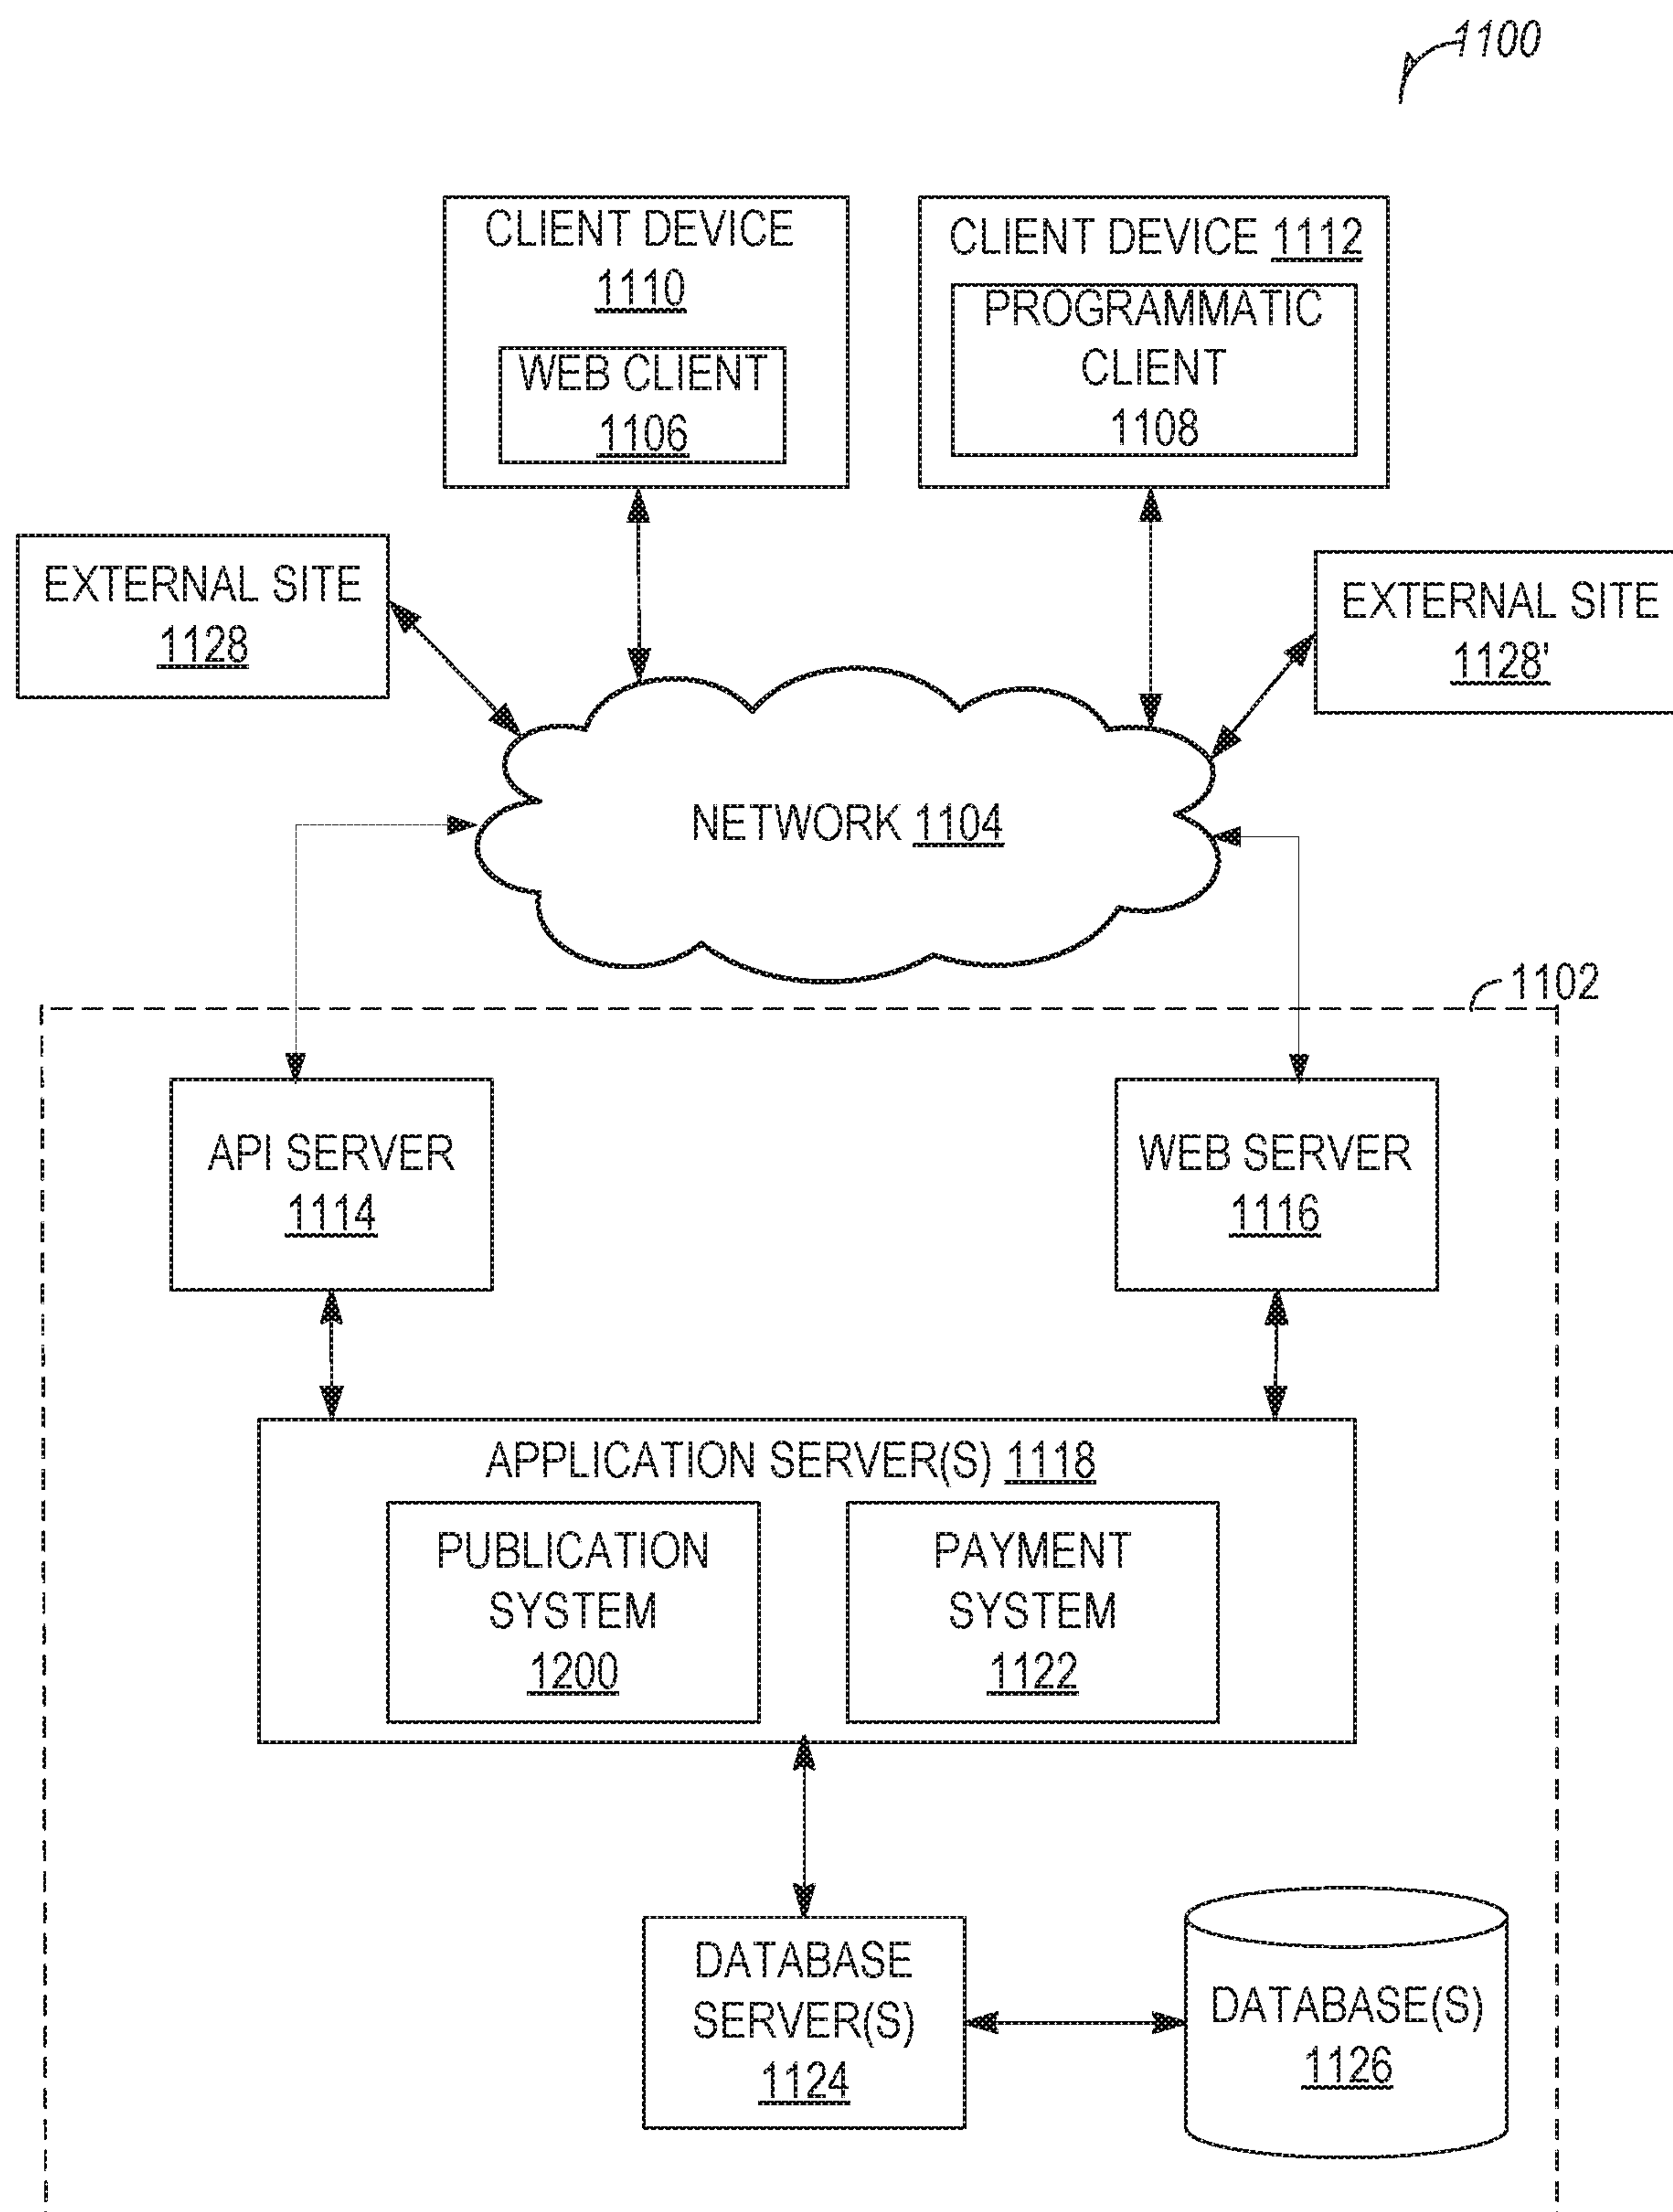 1100
CLIENT DEVICE
1110
WEB CLIENT
1106
CLIENT DEVICE 1112
PROGRAMMATIC
CLIENT
1108
EXTERNAL SITE
1128
EXTERNAL SITE
1128'
NETWORK 1104
1102
API SERVER
1114
WEB SERVER
1116
APPLICATION SERVER(S) 1118
PUBLICATION
SYSTEM
1200
PAYMENT
SYSTEM
1122
DATABASE
SERVER(S)
1124
DATABASE(S)
1126